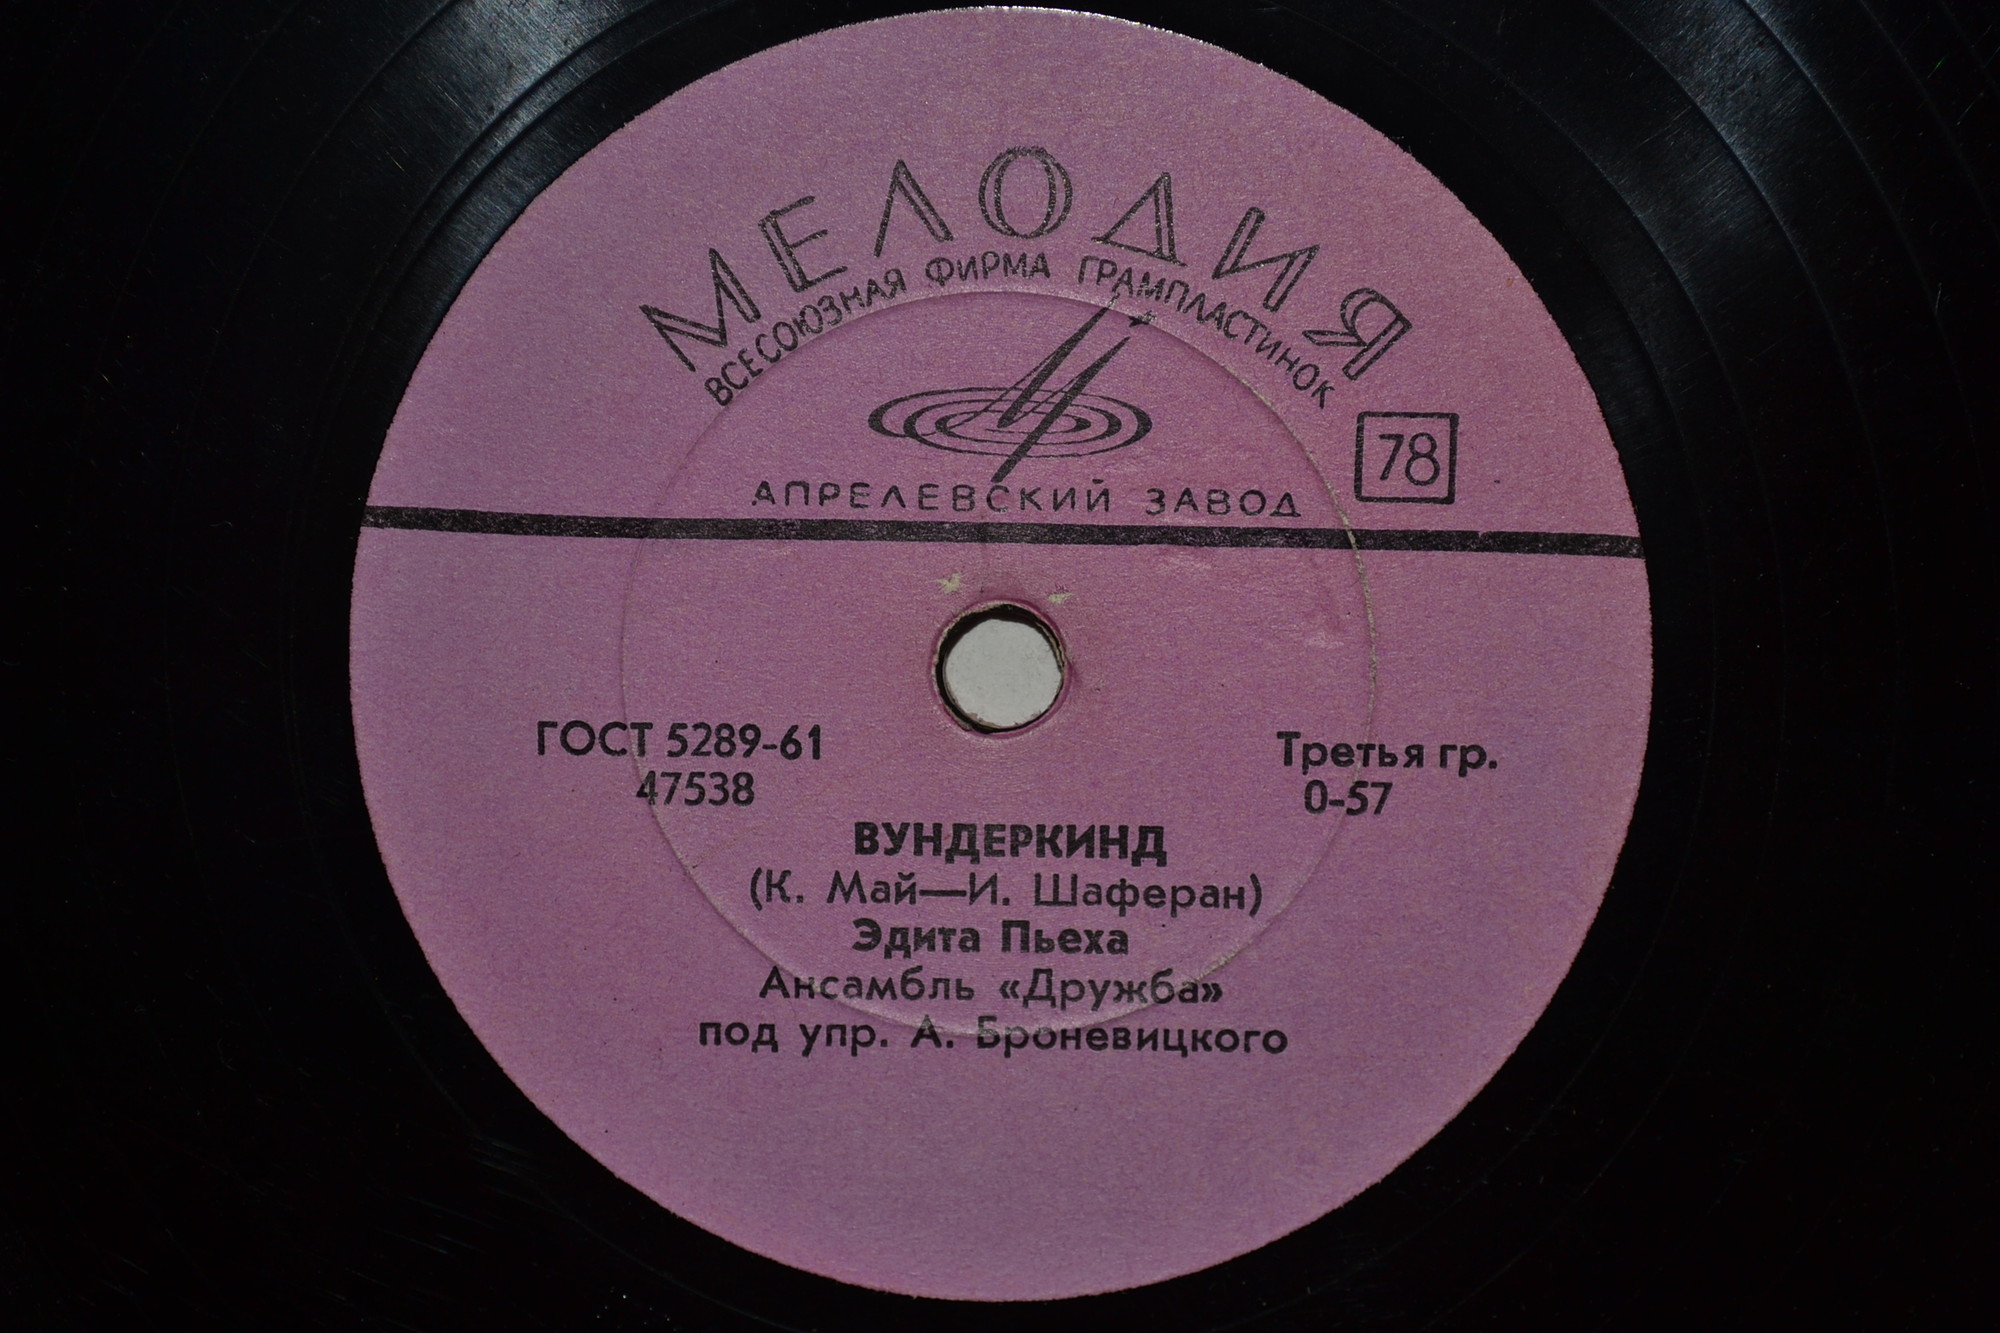 МЕЛОДИЯ
ВСЕСОЮЗНАЯ ФИРМА ГРАМПЛАСТИНОК
78
АПРЕЛЕВСКИЙ ЗАВОД
ГОСТ 5289-61
Третья гр.
47538
0-57
ВУНДЕРКИНД
(К. Май—И. Шаферан)
Эдита Пьеха
Ансамбль «Дружба»
под упр. А. Броневицкого